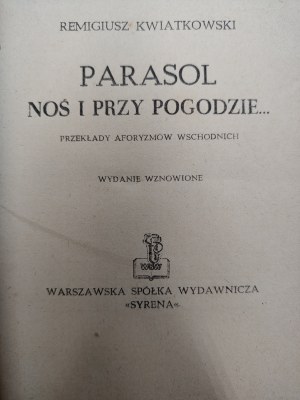 REMIGIUSZ KWIATKOWSKI
PARASOL
NOŚ I PRZY POGODZIE...
PRZEKŁADY AFORYZMÓW WSCHODNICH
WYDANIE WZNOWIONE
WARSZAWSKA SPÓŁKA WYDAWNICZA
»SYRENA«